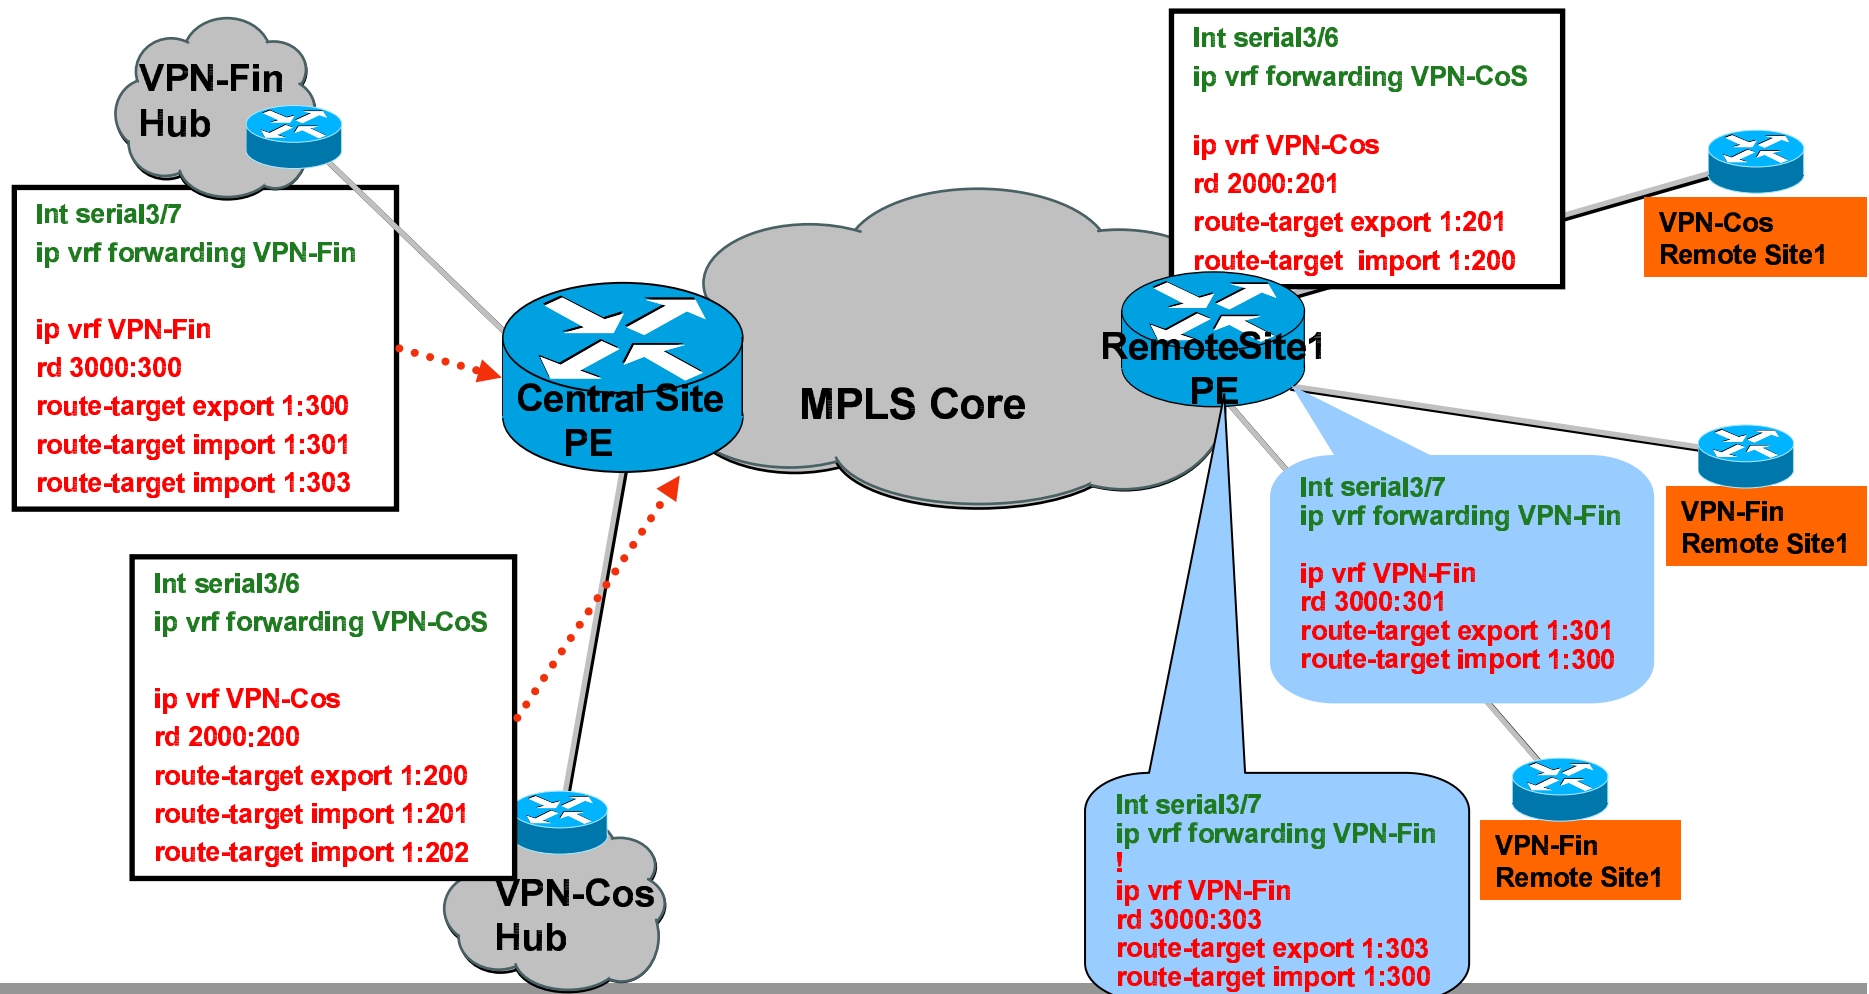 VPN-Fin
Hub
Int serial3/7
ip vrf forwarding VPN-Fin
ip vrf VPN-Fin
rd 3000:300
route-target export 1:300
route-target import 1:301
route-target import 1:303
Central Site
PE
MPLS Core
Int serial3/6
ip vrf forwarding VPN-CoS
ip vrf VPN-Cos
rd 2000:200
route-target export 1:200
route-target import 1:201
route-target import 1:202
VPN-Cos
Hub
Int serial3/6
ip vrf forwarding VPN-CoS
ip vrf VPN-Cos
rd 2000:201
route-target export 1:201
route-target import 1:200
RemoteSite1
PE
VPN-Cos
Remote Site1
Int serial3/7
ip vrf forwarding VPN-Fin
ip vrf VPN-Fin
rd 3000:301
route-target export 1:301
route-target import 1:300
VPN-Fin
Remote Site1
Int serial3/7
ip vrf forwarding VPN-Fin
!
ip vrf VPN-Fin
rd 3000:303
route-target export 1:303
route-target import 1:300
VPN-Fin
Remote Site1